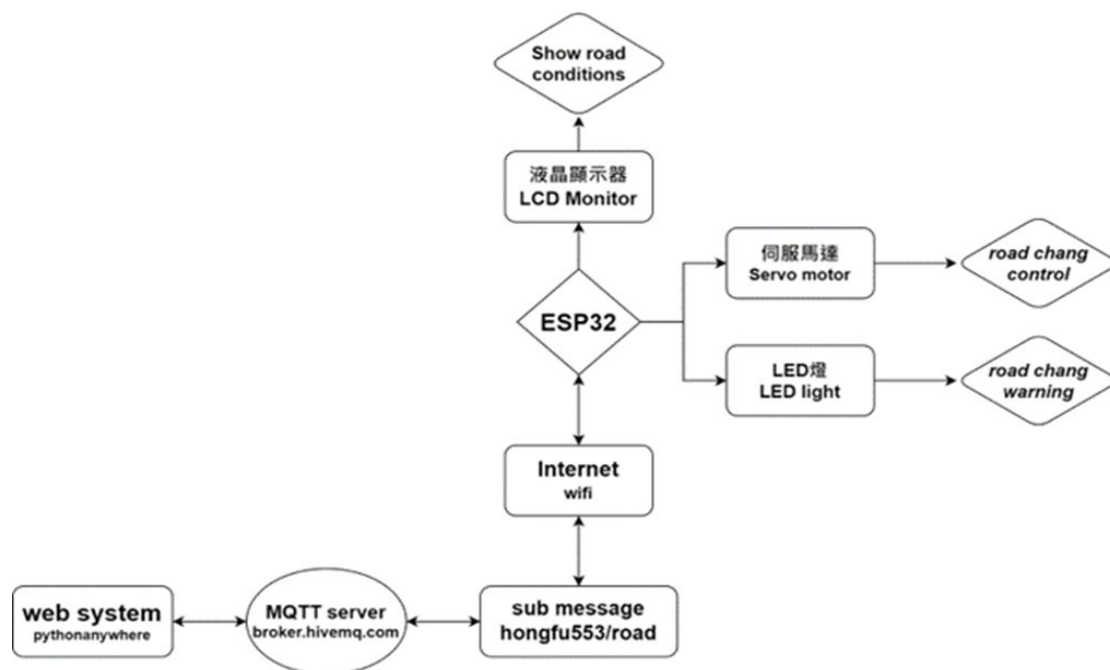 Show road
conditions
液晶顯示器
LCD Monitor
伺服馬達
Servo motor
road chang
control
ESP32
LED燈
LED light
road chang
warning
Internet
wifi
web system
pythonanywhere
MQTT server
broker.hivemq.com
sub message
hongfu553/road